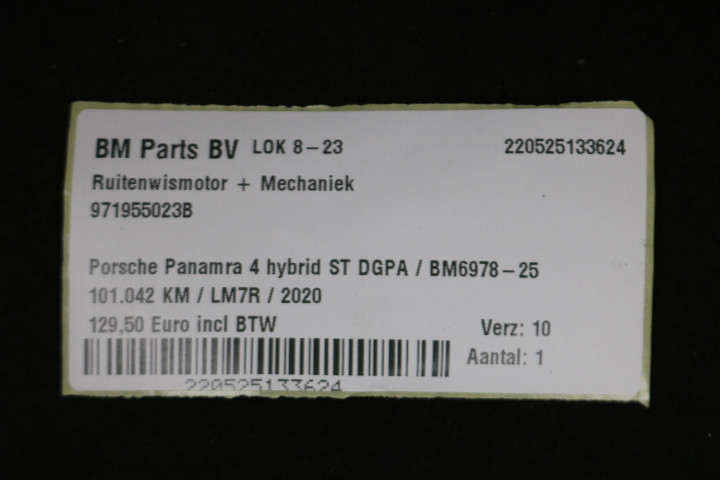 BM Parts BV LOK 8-23 220525133624
Ruitenwismotor + Mechaniek
971955023B
Porsche Panamra 4 hybrid ST DGPA / BM6978-25
101.042 KM / LM7R / 2020
129,50 Euro incl BTW Verz: 10
Aantal: 1
220525133624